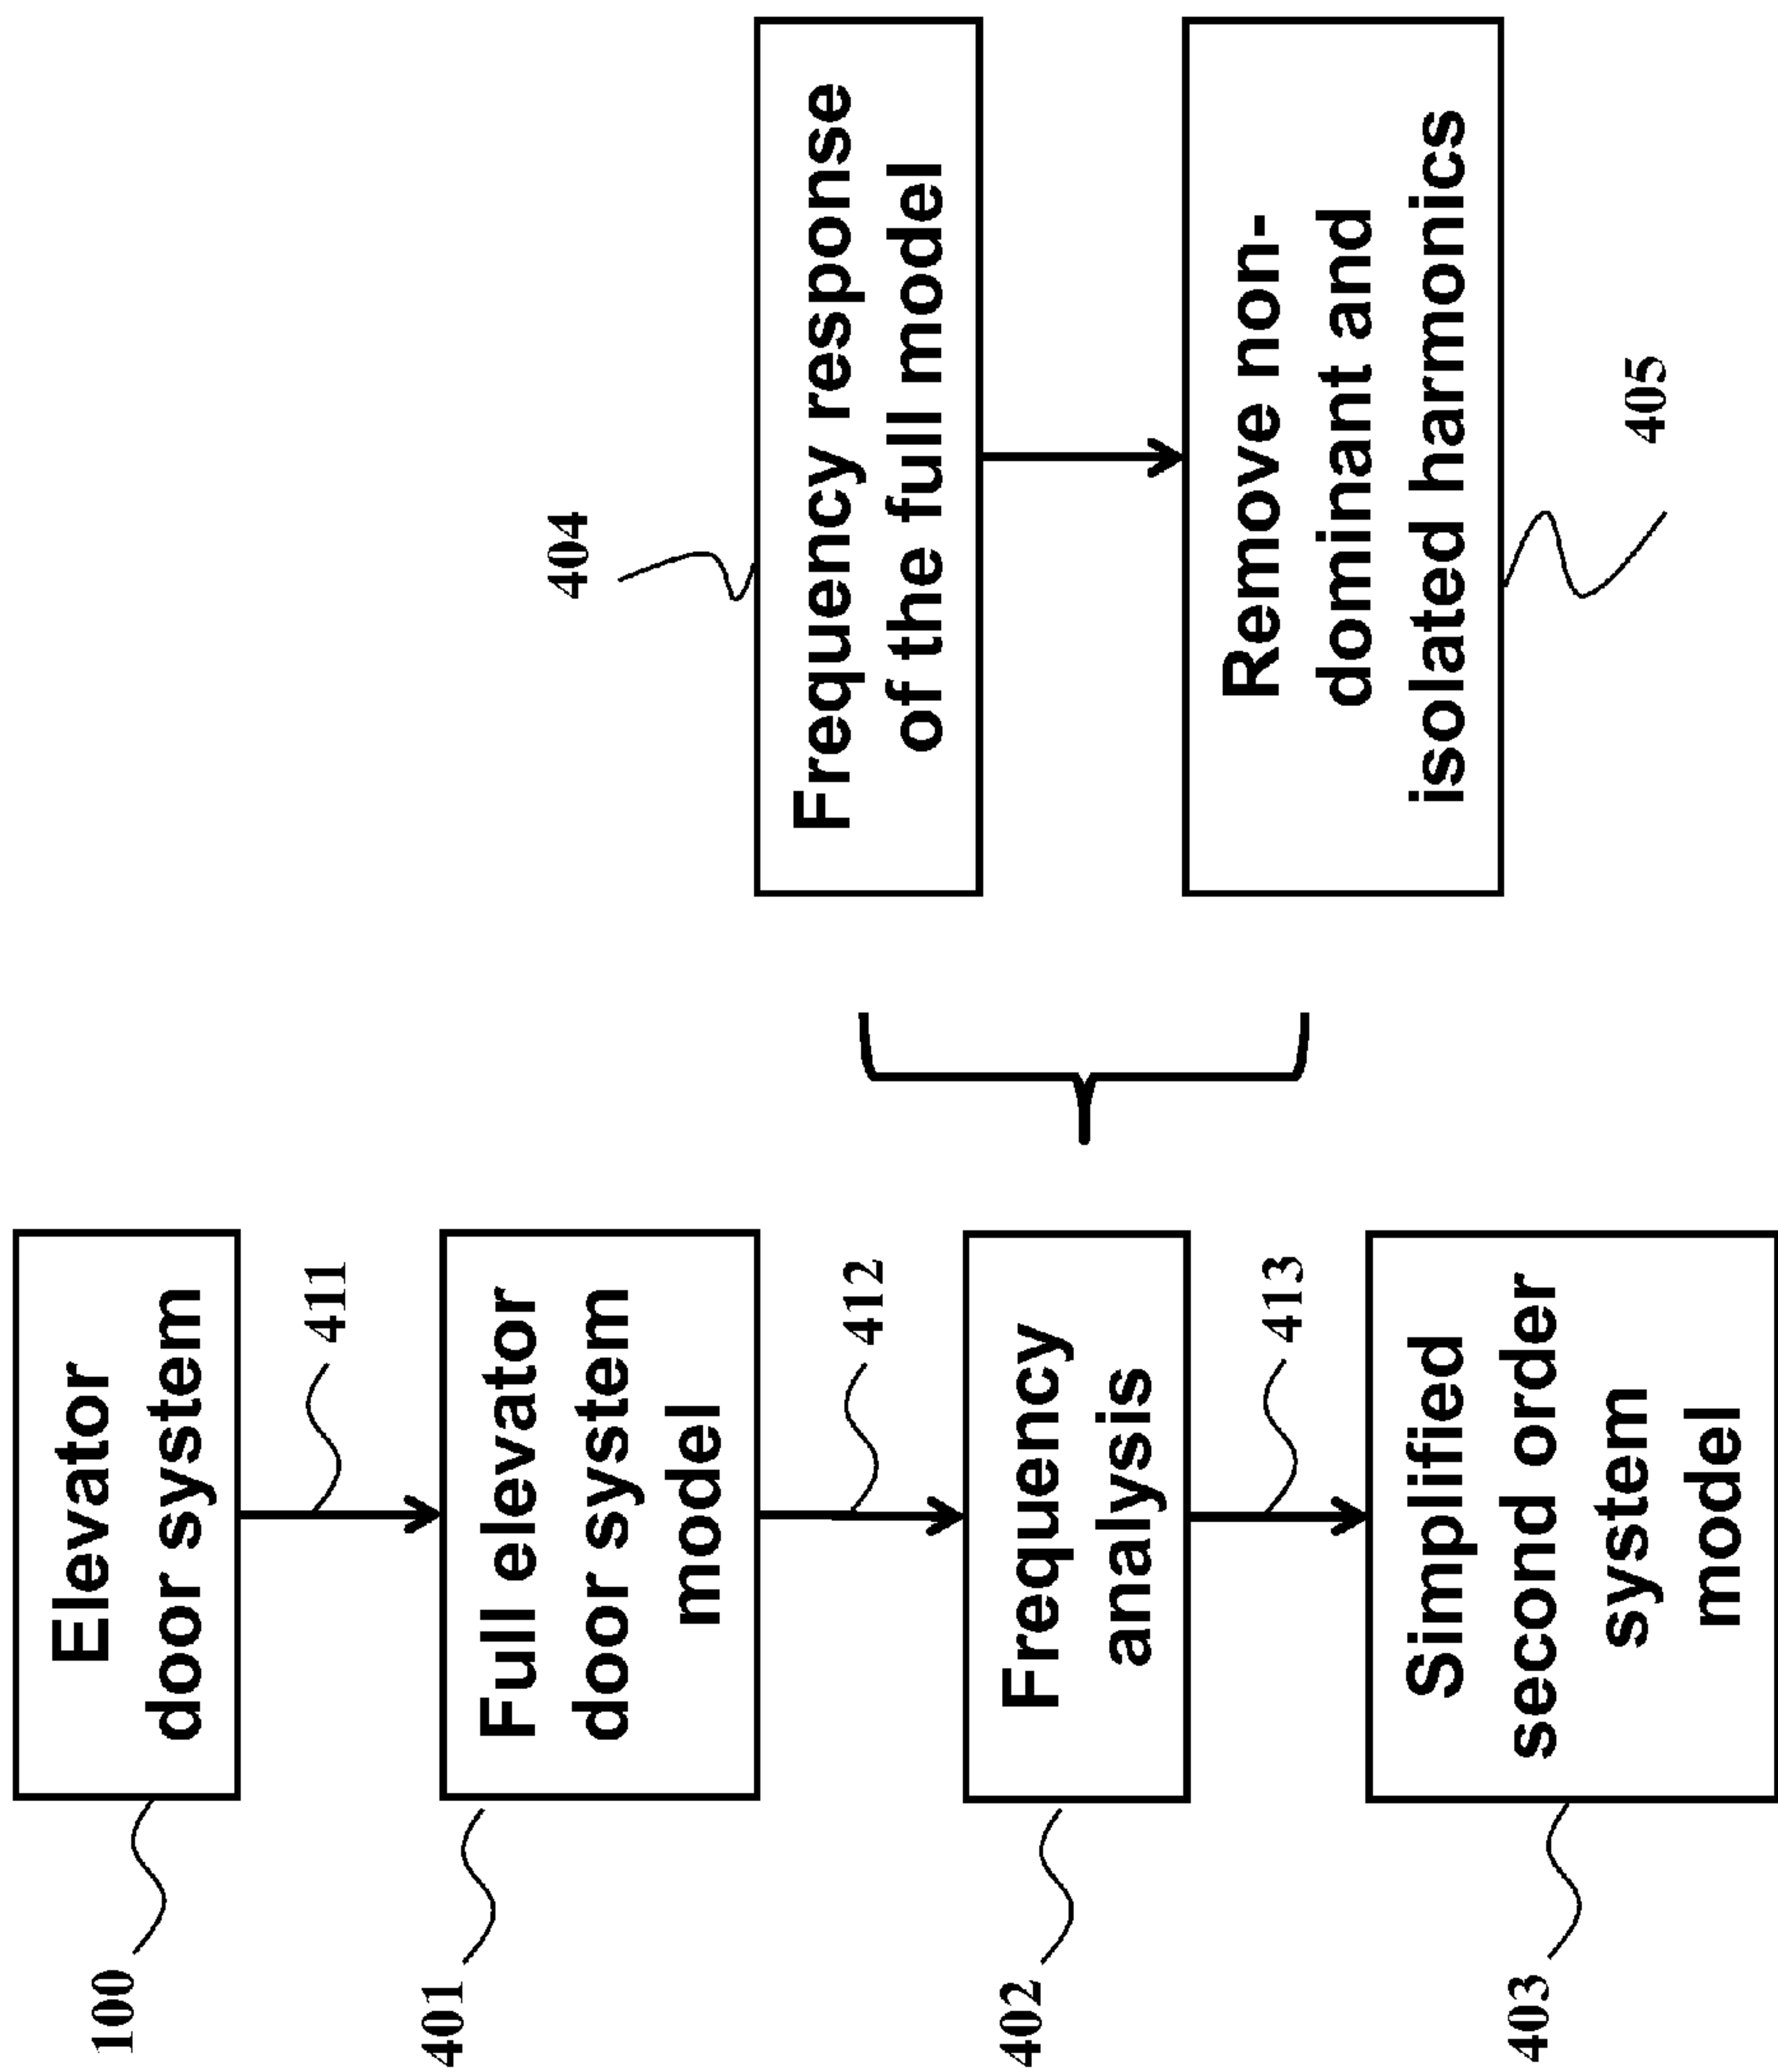 100
Elevator
door system
411
401
Full elevator
door system
model
412
402
Frequency
analysis
413
403
Simplified
second order
system
model
404
Frequency response
of the full model
Remove non-
dominant and
isolated harmonics
405